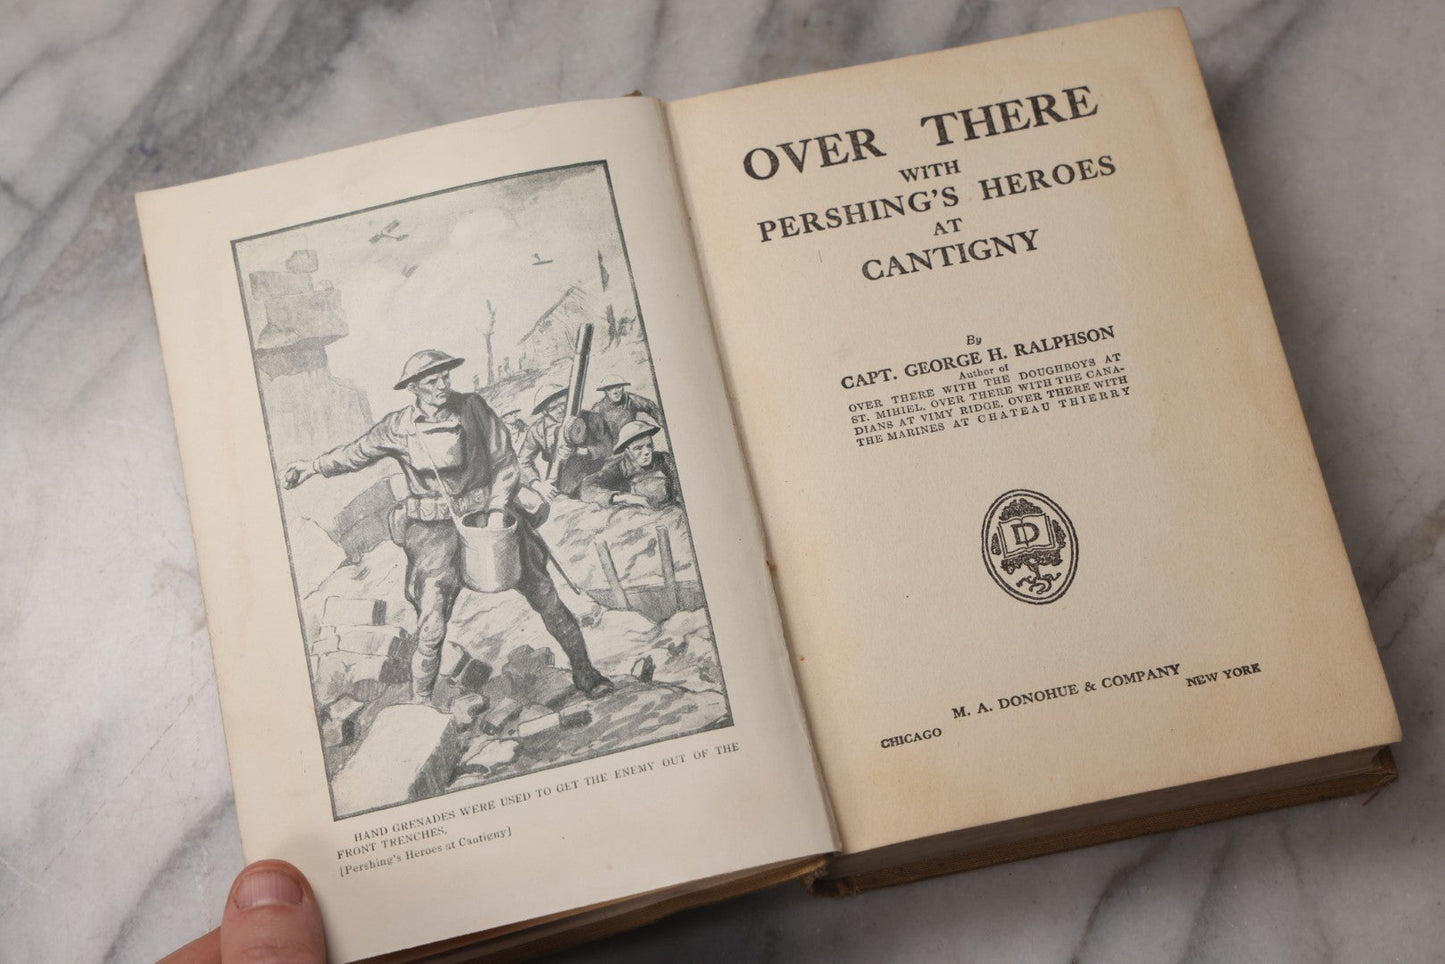 HAND GRENADES WERE USED TO GET THE ENEMY OUT OF THE
FRONT TRENCHES.
[Pershing's Heroes at Cantigny]
OVER THERE
WITH
PERSHING'S HEROES
AT
CANTIGNY
By
CAPT. GEORGE H. RALPHSON
Author of
OVER THERE WITH THE DOUGHBOYS AT
ST. MIHIEL, OVER THERE WITH THE CANA-
DIANS AT VIMY RIDGE, OVER THERE WITH
THE MARINES AT CHATEAU THIERRY
D
M. A. DONOHUE & COMPANY
CHICAGO NEW YORK